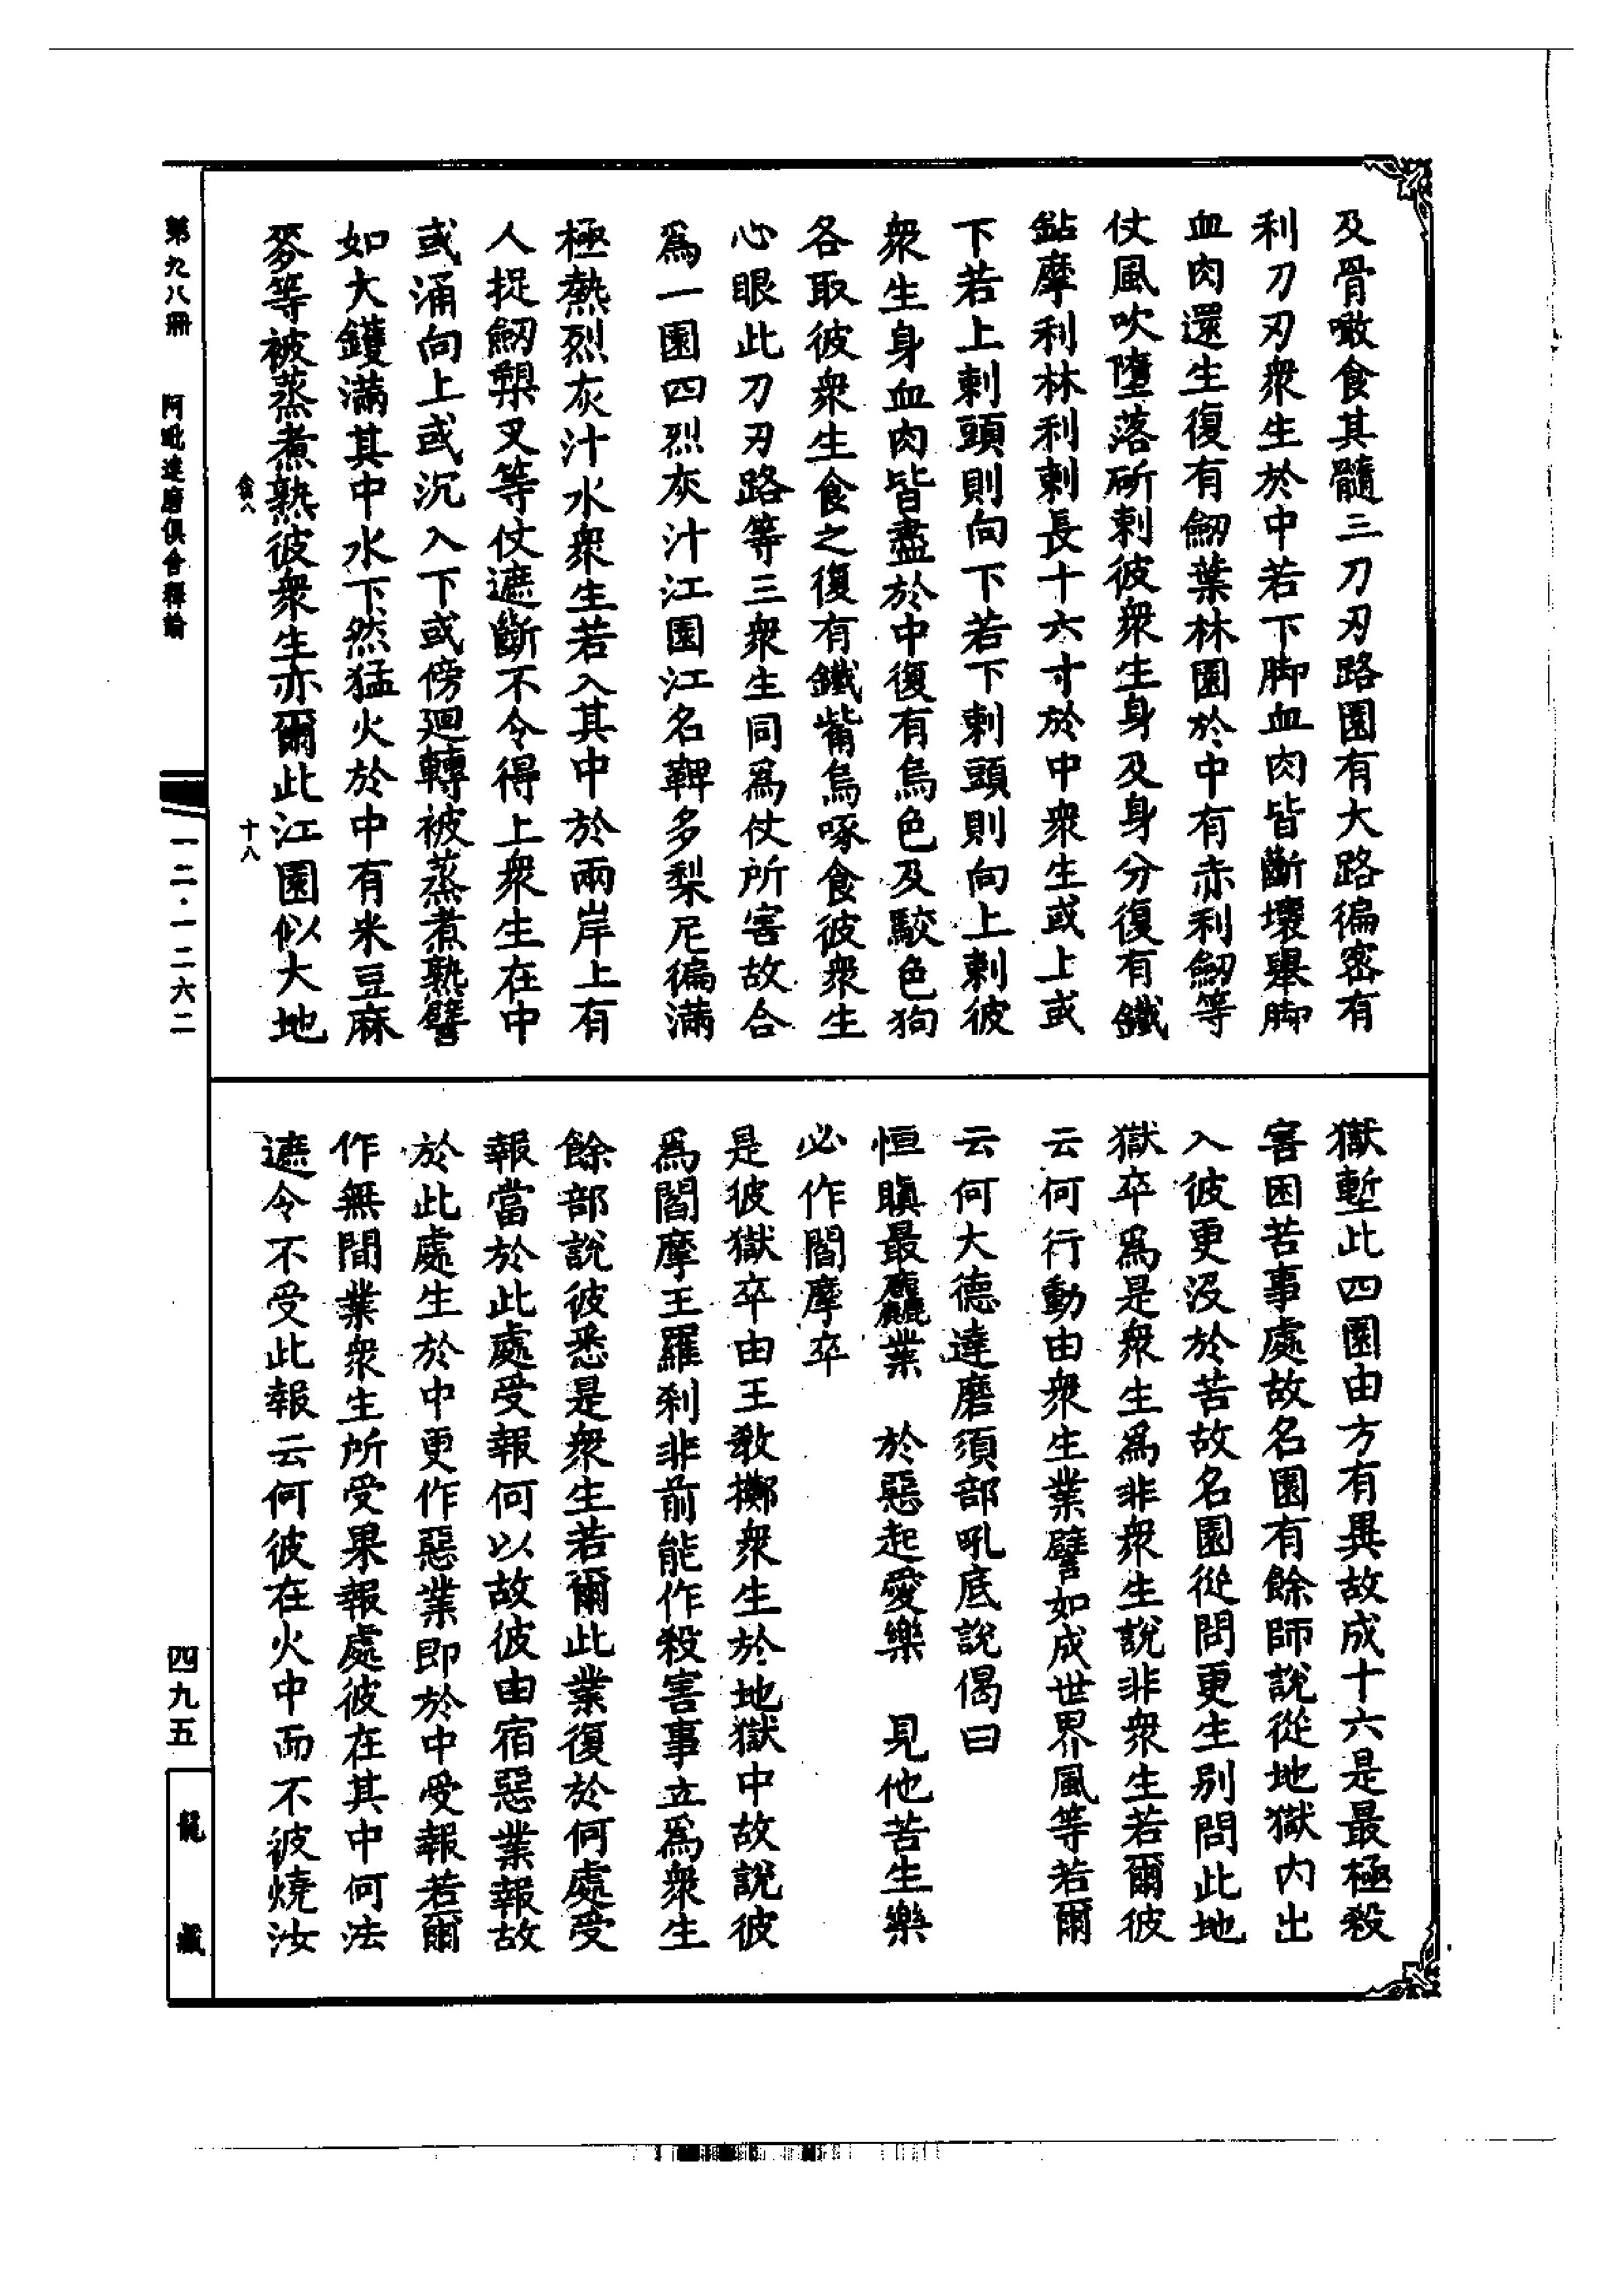 及骨噉食其髓三刀刃路園有大路徧密有
利刀刃衆生於中若下脚血肉皆斷壞舉脚
血肉還生復有劒葉林園於中有赤利劒等
仗風吹墮落斫刺彼衆生身及身分復有鐵
鉆摩利林利刺長十六寸於中衆生或上或
下若上刺頭則向下若下刺頭則向上刺彼
衆生身血肉皆盡於中復有烏色及駮色狗
各取彼衆生食之復有鐵觜烏啄食彼衆生
心眼此刀刃路等三衆生同爲仗所害故合
爲一園四烈灰汁江園江名鞞多梨尼徧滿
極熱烈灰汁水衆生若入其中於兩岸上有
人捉劒槊叉等仗遮斷不令得上衆生在中
或涌向上或沉入下或傍迴轉被蒸煮熟譬
如大鑊滿其中水下然猛火於中有米豆麻
麥等被蒸煮熟彼衆生亦爾此江園似大地
獄塹此四園由方有異故成十六是最極殺
害困苦事處故名園有餘師說從地獄內出
入彼更沒於苦故名園從問更生別問此地
獄卒爲是衆生爲非衆生說非衆生若爾彼
云何行動由衆生業譬如成世界風等若爾
云何大德達磨須部吼底說偈曰
恒瞋最麤業　於惡起愛樂　見他苦生樂
必作閻摩卒
是彼獄卒由王教擲衆生於地獄中故說彼
爲閻摩王羅刹非前能作殺害事立爲衆生
餘部說彼悉是衆生若爾此業復於何處受
報當於此處受報何以故彼由宿惡業報故
於此處生於中更作惡業即於中受報若爾
作無間業衆生所受果報處彼在其中何法
遮令不受此報云何彼在火中而不被燒汝
第九八冊　阿毗達磨俱舍釋論
十八
一二·一二六二
四九五
龍藏